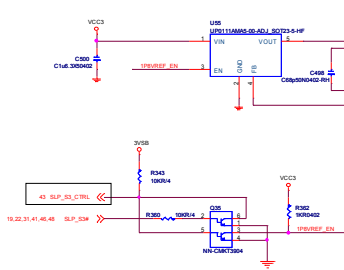 VCC3
U55
UP0111AMA5-00-ADJ_SOT23-5-HF
1 VIN VOUT 5
C500
C1u6.3X50402
1P8VREF_EN 3 EN
GND FB
2 4
C498
C68p50N0402-RH
3VSB
R343
10KR/4
43 SLP_S3_CTRL
VCC3
Q35
19,22,31,41,46,48 SLP_S3# R360 10KR/4 2 6
1
R362
1KR0402
5 3 1P8VREF_EN
4
NN-CMKT3904